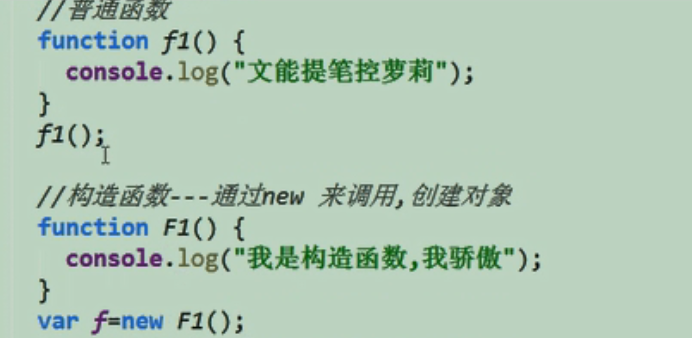 //普通函数
function f1() {
  console.log("文能提笔控萝莉");
}
f1();
//构造函数---通过new 来调用,创建对象
function F1() {
  console.log("我是构造函数,我骄傲");
}
var f=new F1();